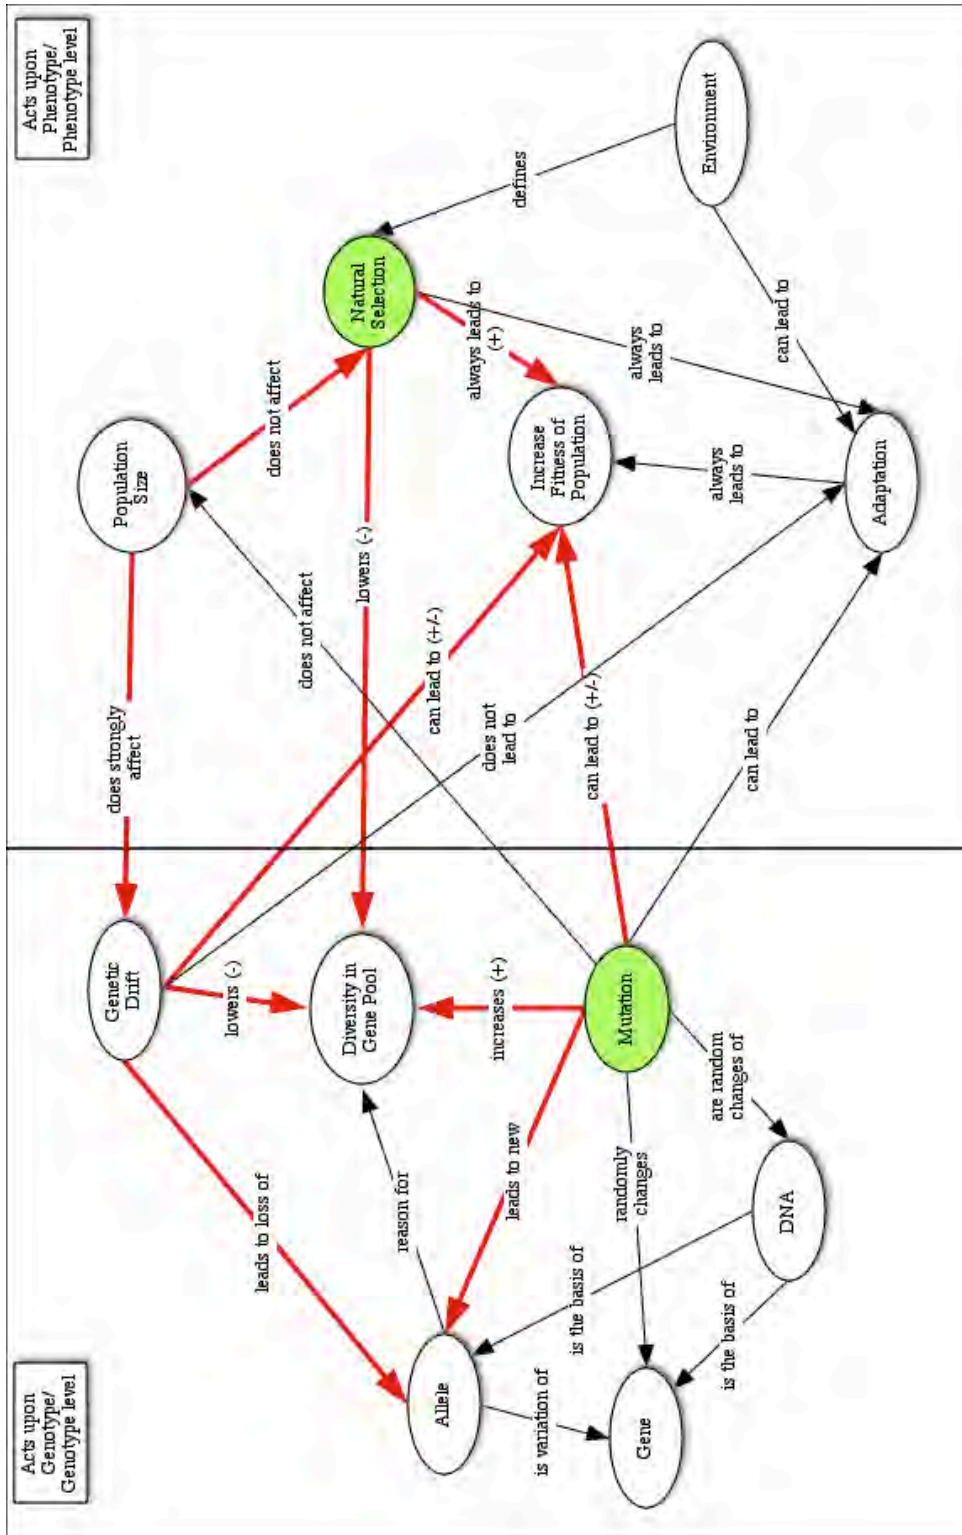 Acts upon
Genotype/
Genotype level
Acts upon
Phenotype/
Phenotype level
Genetic
Drift
does strongly
affect
Population
Size
leads to loss of
lowers (-)
can lead to (+/-)
does not
lead to
does not affect
does not affect
Diversity in
Gene Pool
lowers (-)
Natural
Selection
defines
Environment
always leads to
(+)
always
leads to
can lead to
Increase
Fitness of
Population
always
leads to
Adaptation
Allele
reason for
leads to new
increases (+)
Mutation
can lead to (+/-)
can lead to
randomly
changes
are random
changes of
is variation of
is the basis of
Gene
is the basis of
DNA